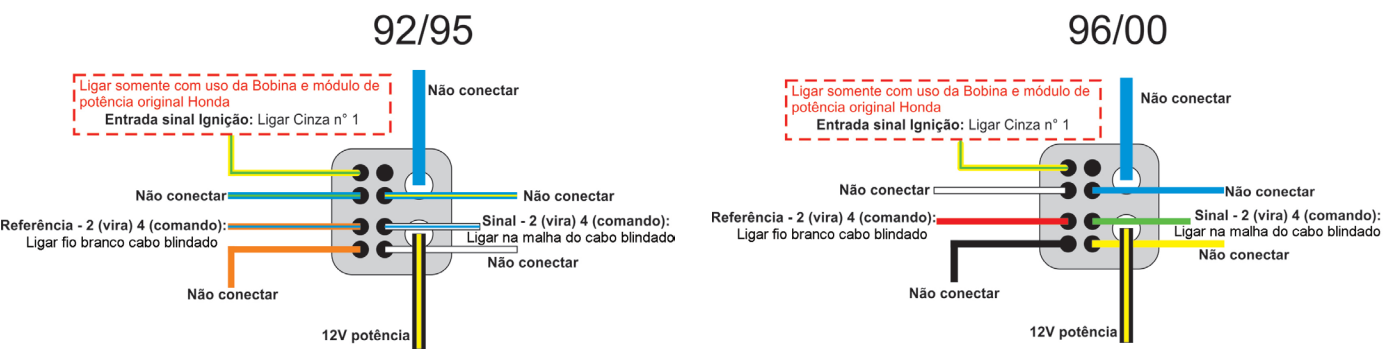 92/95
Ligar somente com uso da Bobina e módulo de
potência original Honda
Entrada sinal Ignição: Ligar Cinza n° 1
Não conectar
Não conectar
Não conectar
Referência - 2 (vira) 4 (comando):
Ligar fio branco cabo blindado
Sinal - 2 (vira) 4 (comando):
Ligar na malha do cabo blindado
Não conectar
Não conectar
12V potência
96/00
Ligar somente com uso da Bobina e módulo de
potência original Honda
Entrada sinal Ignição: Ligar Cinza n° 1
Não conectar
Não conectar
Não conectar
Referência - 2 (vira) 4 (comando):
Ligar fio branco cabo blindado
Sinal - 2 (vira) 4 (comando):
Ligar na malha do cabo blindado
Não conectar
Não conectar
12V potência